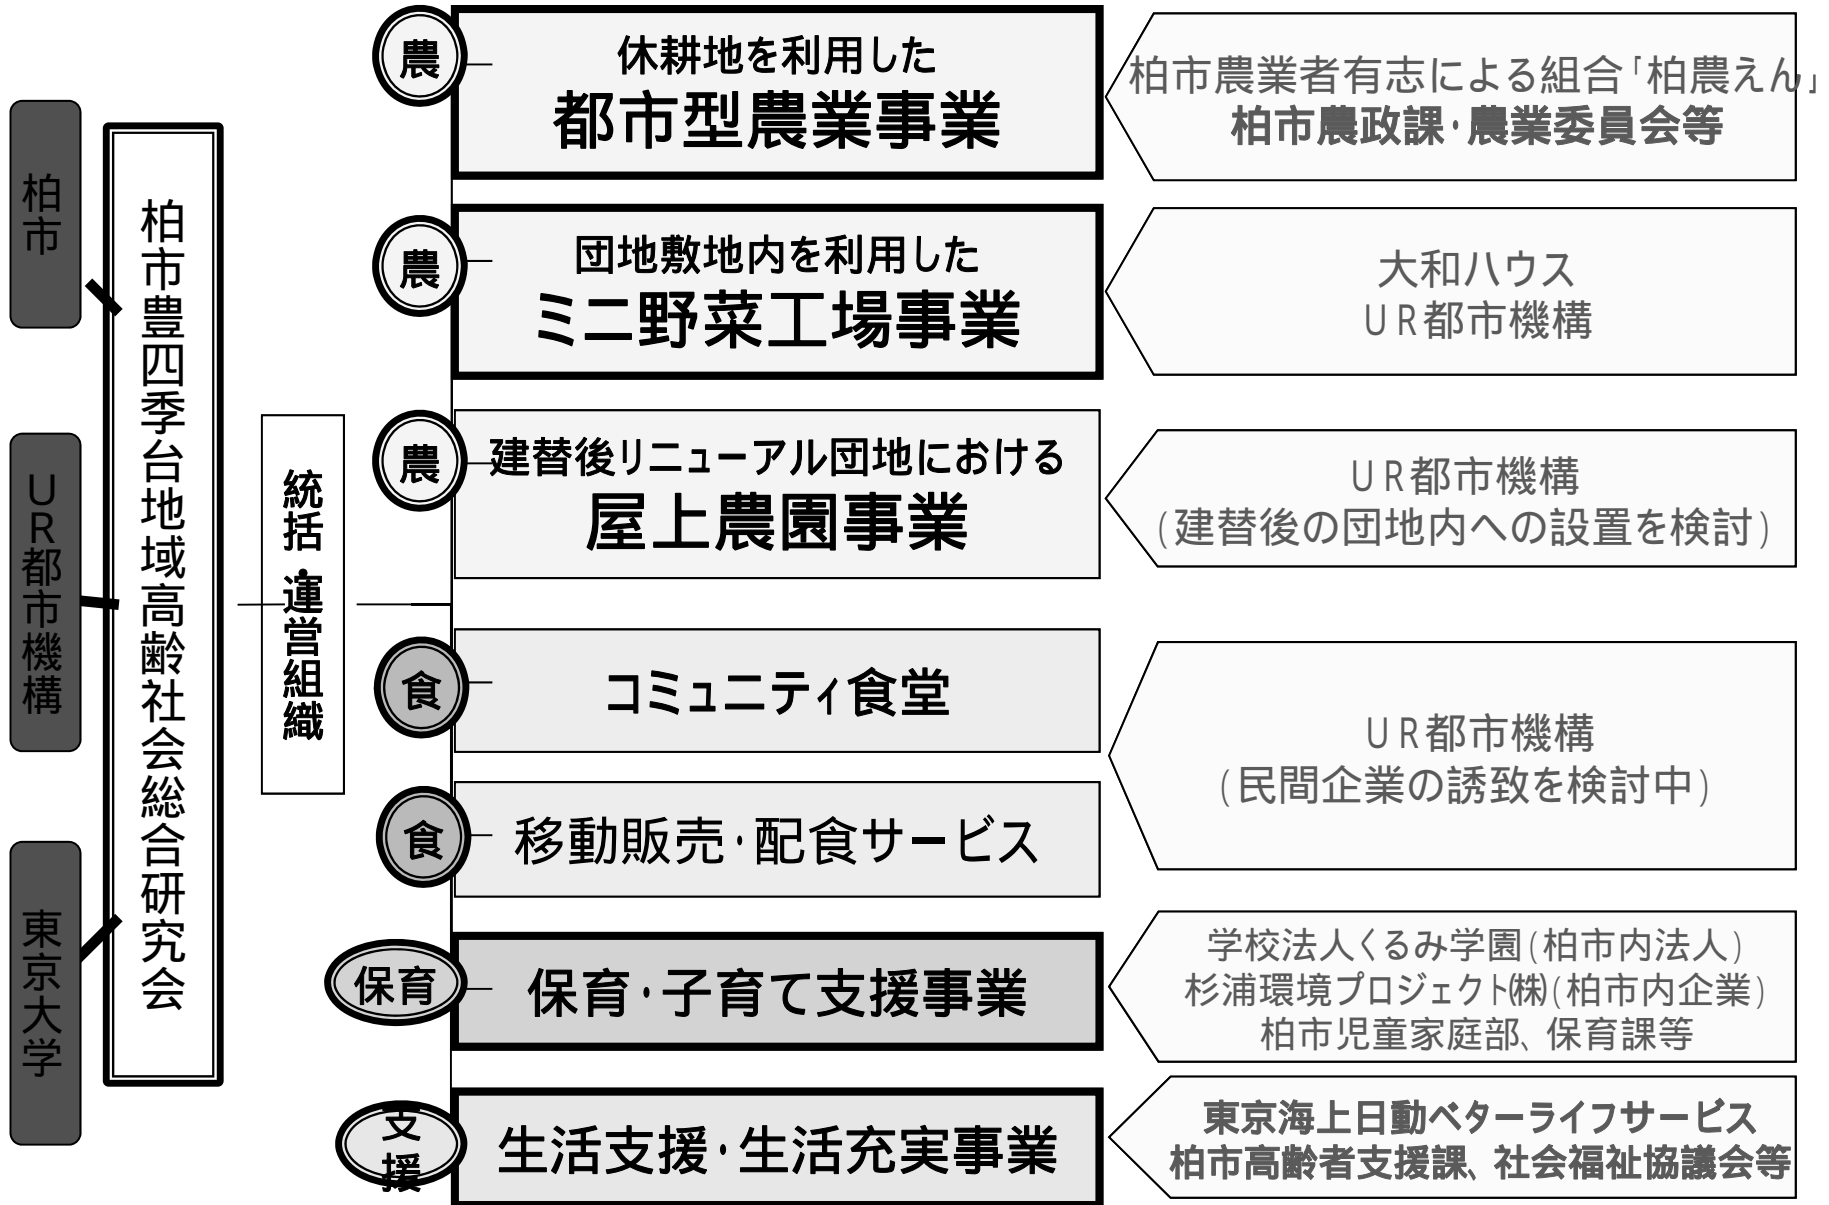 柏市
UR都市機構
東京大学
柏市豊四季台地域高齢社会総合研究会
統括・運営組織
農
休耕地を利用した
都市型農業事業
柏市農業者有志による組合「柏農えん」
柏市農政課・農業委員会等
農
団地敷地内を利用した
ミニ野菜工場事業
大和ハウス
UR都市機構
農
建替後リニューアル団地における
屋上農園事業
UR都市機構
(建替後の団地内への設置を検討)
食
コミュニティ食堂
食
移動販売・配食サービス
UR都市機構
(民間企業の誘致を検討中)
保育
保育・子育て支援事業
学校法人くるみ学園(柏市内法人)
杉浦環境プロジェクト㈱(柏市内企業)
柏市児童家庭部、保育課等
支
援
生活支援・生活充実事業
東京海上日動ベターライフサービス
柏市高齢者支援課、社会福祉協議会等